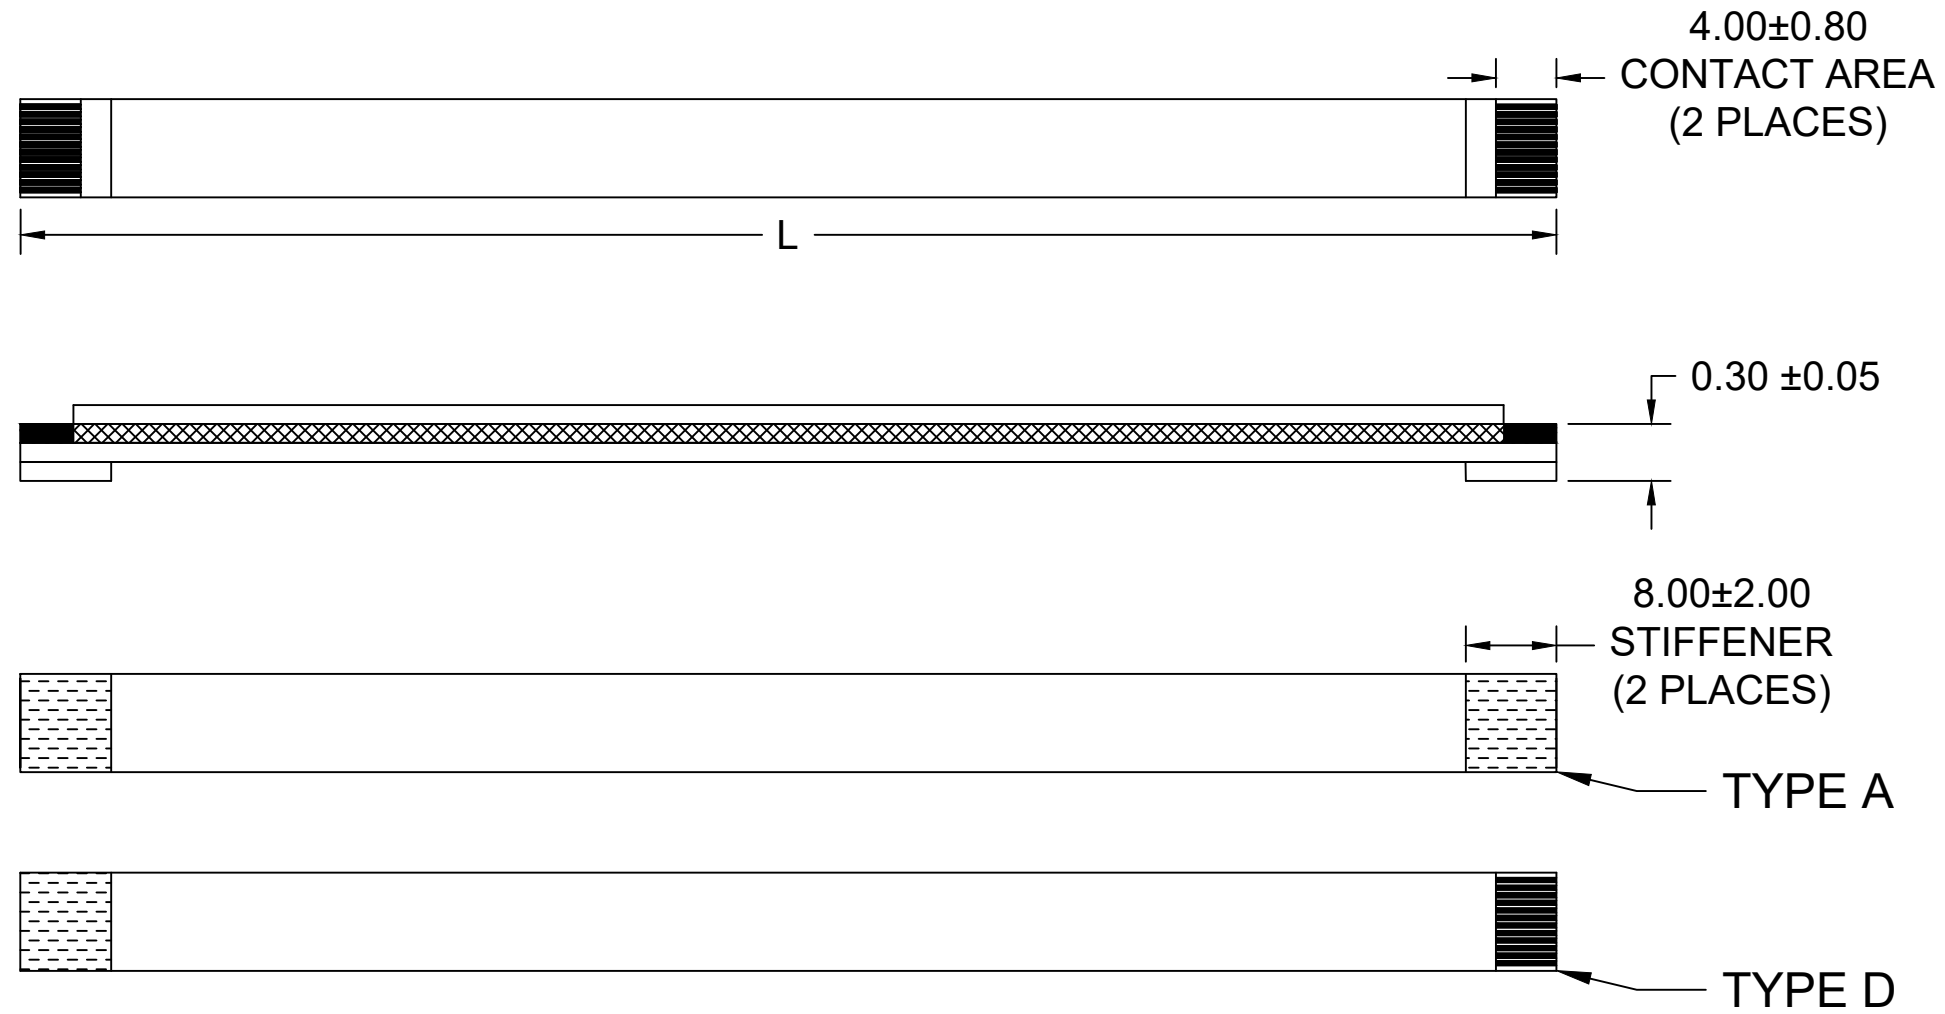 4.00±0.80
CONTACT AREA
(2 PLACES)
L
0.30 ±0.05
8.00±2.00
STIFFENER
(2 PLACES)
TYPE A
TYPE D